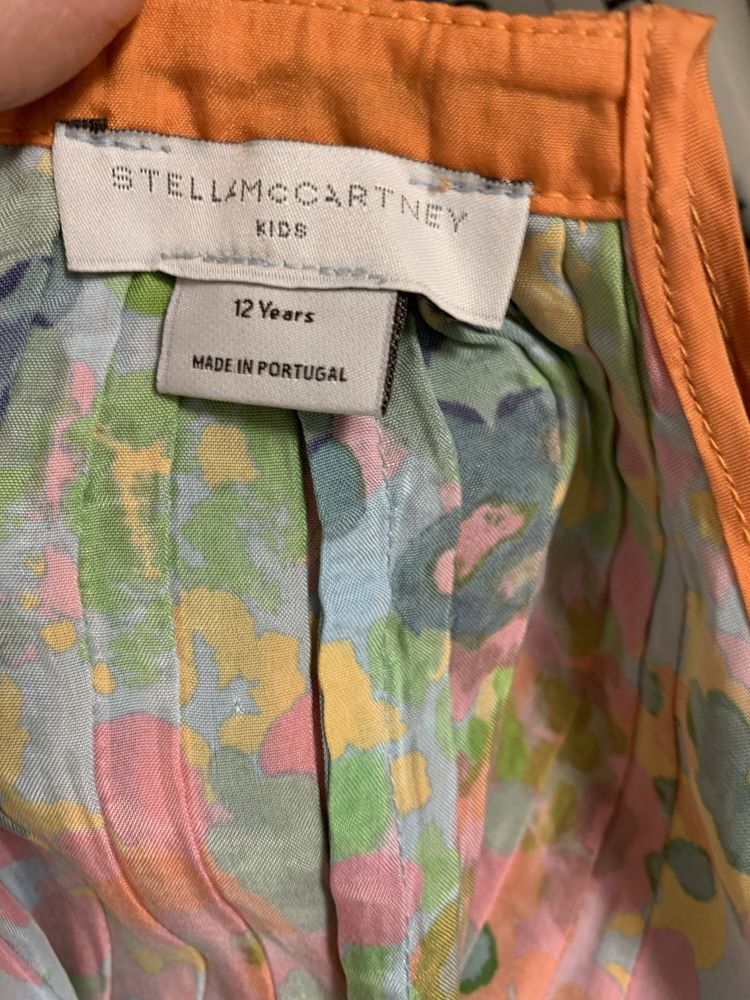 STELLAMcCARTNEY
KIDS
12 Years
MADE IN PORTUGAL